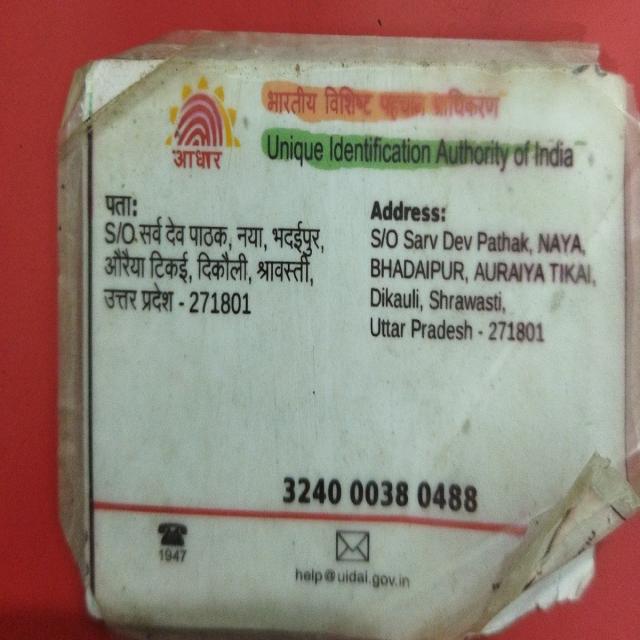 आधार
भारतीय विशिष्ट पहचान प्राधिकरण
Unique Identification Authority of India
पता:
S/O सर्व देव पाठक, नया, भदईपुर,
औरैया टिकई, दिकौली, श्रावस्ती,
उत्तर प्रदेश - 271801
Address:
S/O Sarv Dev Pathak, NAYA,
BHADAIPUR, AURAIYA TIKAI,
Dikauli, Shrawasti,
Uttar Pradesh - 271801
3240 0038 0488
1947
help@uidai.gov.in